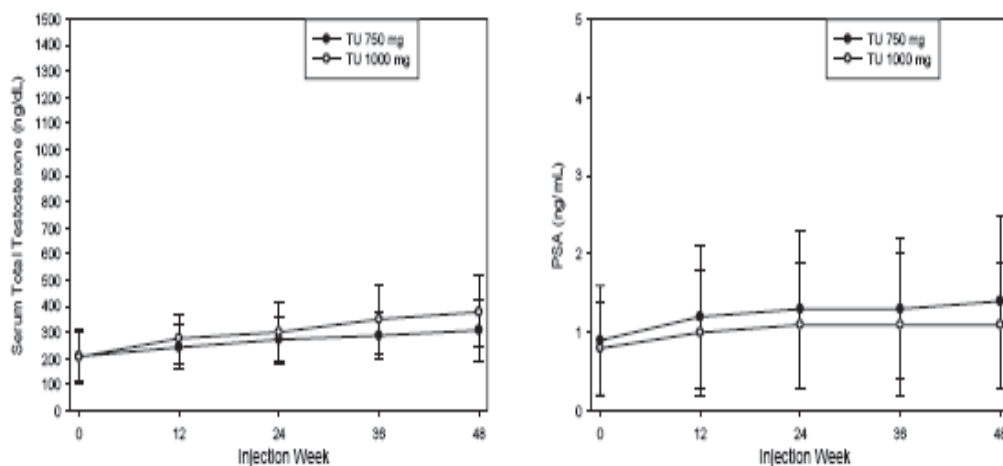 1500
1400
1300
1200
1100
1000
900
800
700
600
500
400
300
200
100
0
Serum Total Testosterone (ng/dL)
TU 750 mg
TU 1000 mg
0 12 24 36 48
Injection Week
5
4
3
2
1
0
PSA (ng/mL)
TU 750 mg
TU 1000 mg
0 12 24 36 48
Injection Week